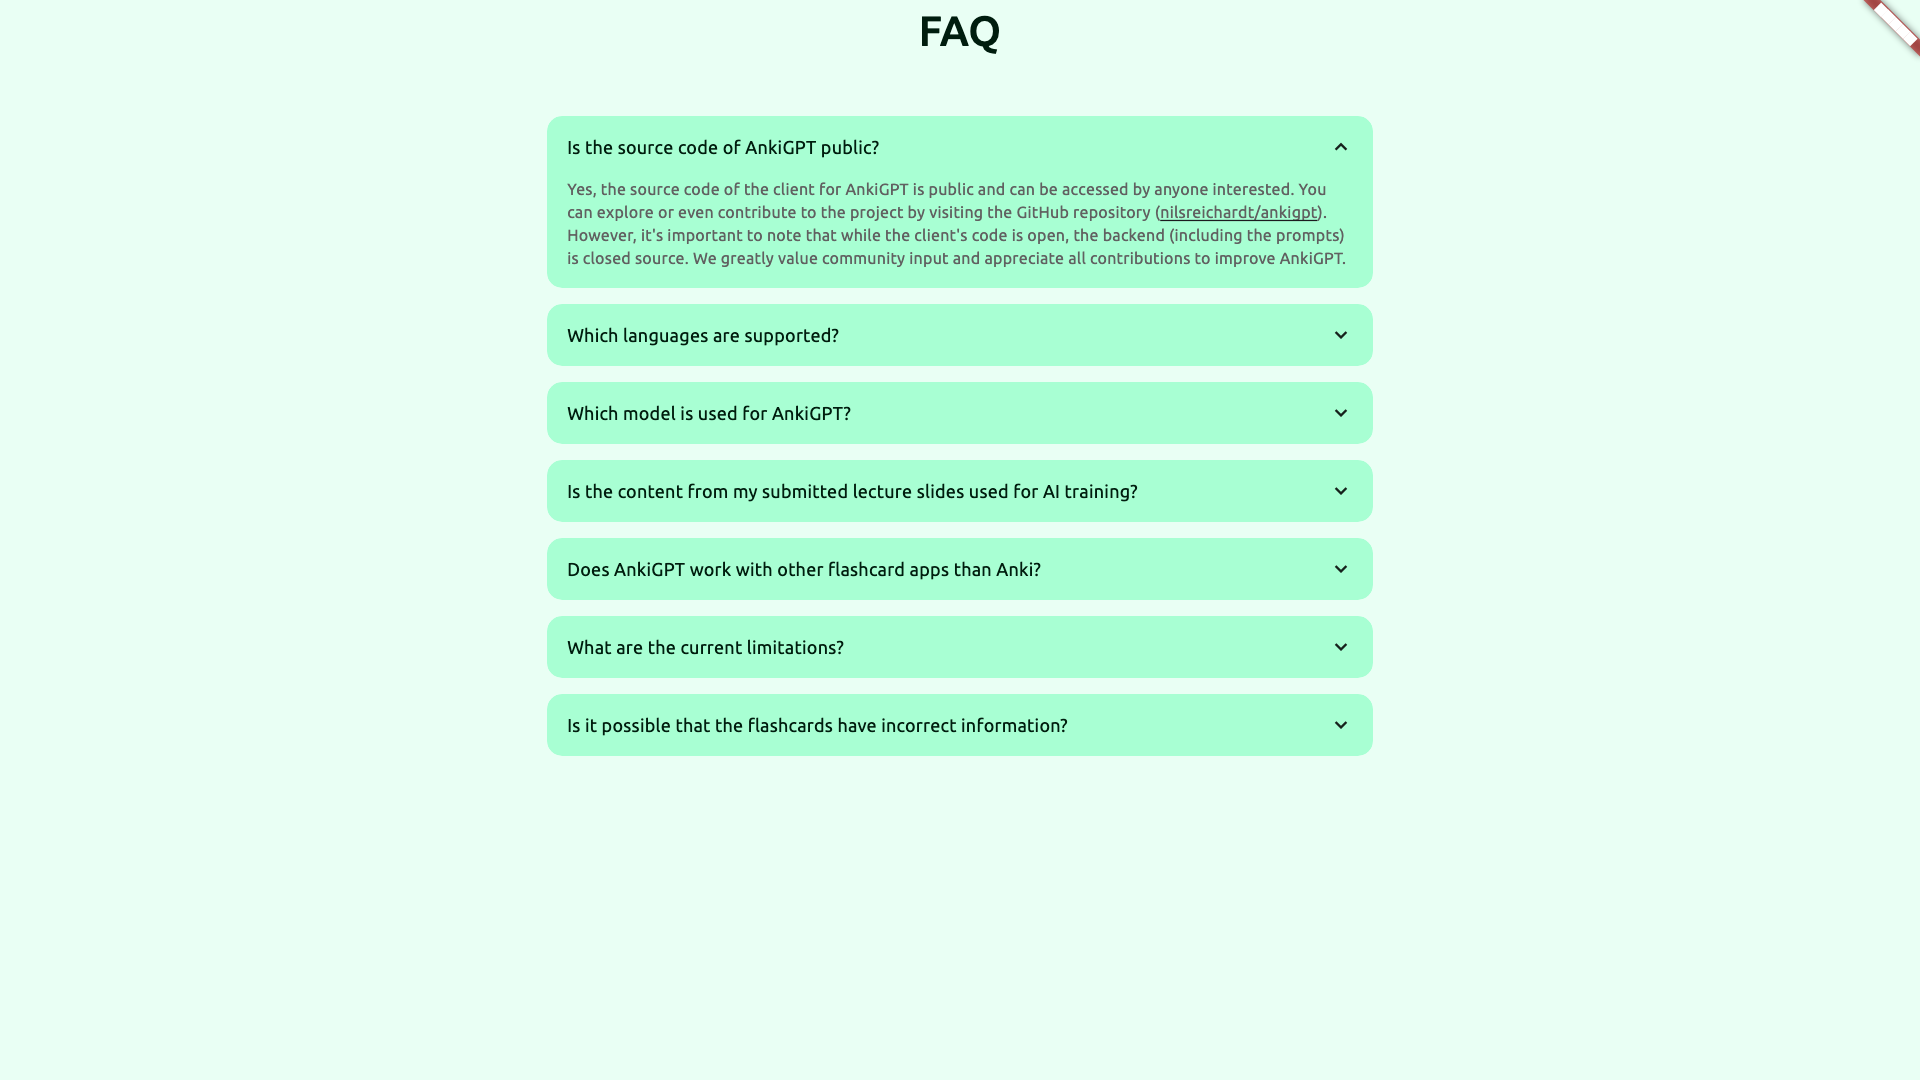 FAQ
Is the source code of AnkiGPT public?
Yes, the source code of the client for AnkiGPT is public and can be accessed by anyone interested. You
can explore or even contribute to the project by visiting the GitHub repository (nilsreichardt/ankigpt).
However, it's important to note that while the client's code is open, the backend (including the prompts)
is closed source. We greatly value community input and appreciate all contributions to improve AnkiGPT.
Which languages are supported?
Which model is used for AnkiGPT?
Is the content from my submitted lecture slides used for AI training?
Does AnkiGPT work with other flashcard apps than Anki?
What are the current limitations?
Is it possible that the flashcards have incorrect information?